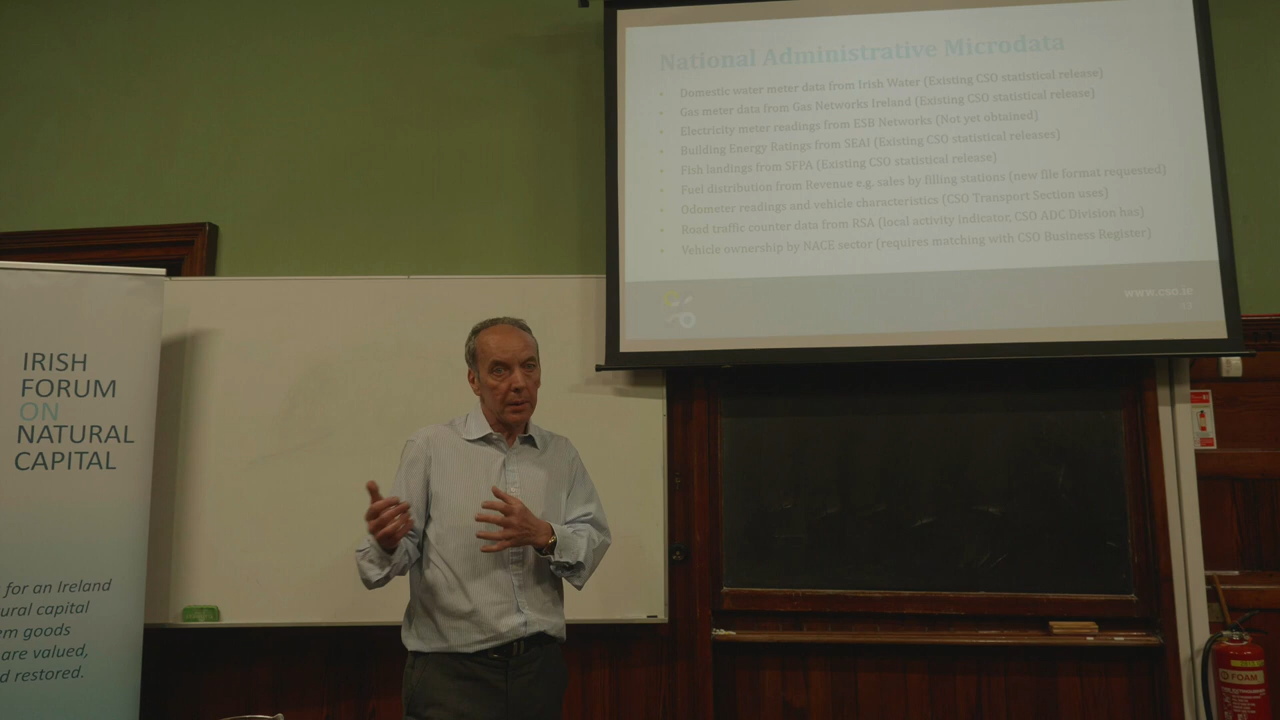 National Administrative Microdata
• Domestic water meter data from Irish Water (Existing CSO statistical release)
• Gas meter data from Gas Networks Ireland (Existing CSO statistical release)
• Electricity meter readings from ESB Networks (Not yet obtained)
• Building Energy Ratings from SEAI (Existing CSO statistical releases)
• Fish landings from SFPA (Existing CSO statistical release)
• Fuel distribution from Revenue e.g. sales by filling stations (new file format requested)
• Odometer readings and vehicle characteristics (CSO Transport Section uses)
• Road traffic counter data from RSA (local activity indicator, CSO ADC Division has)
• Vehicle ownership by NACE sector (requires matching with CSO Business Register)
www.cso.ie
IRISH
FORUM
ON
NATURAL
CAPITAL
for an Ireland
ural capital
em goods
are valued,
d restored.
FOAM